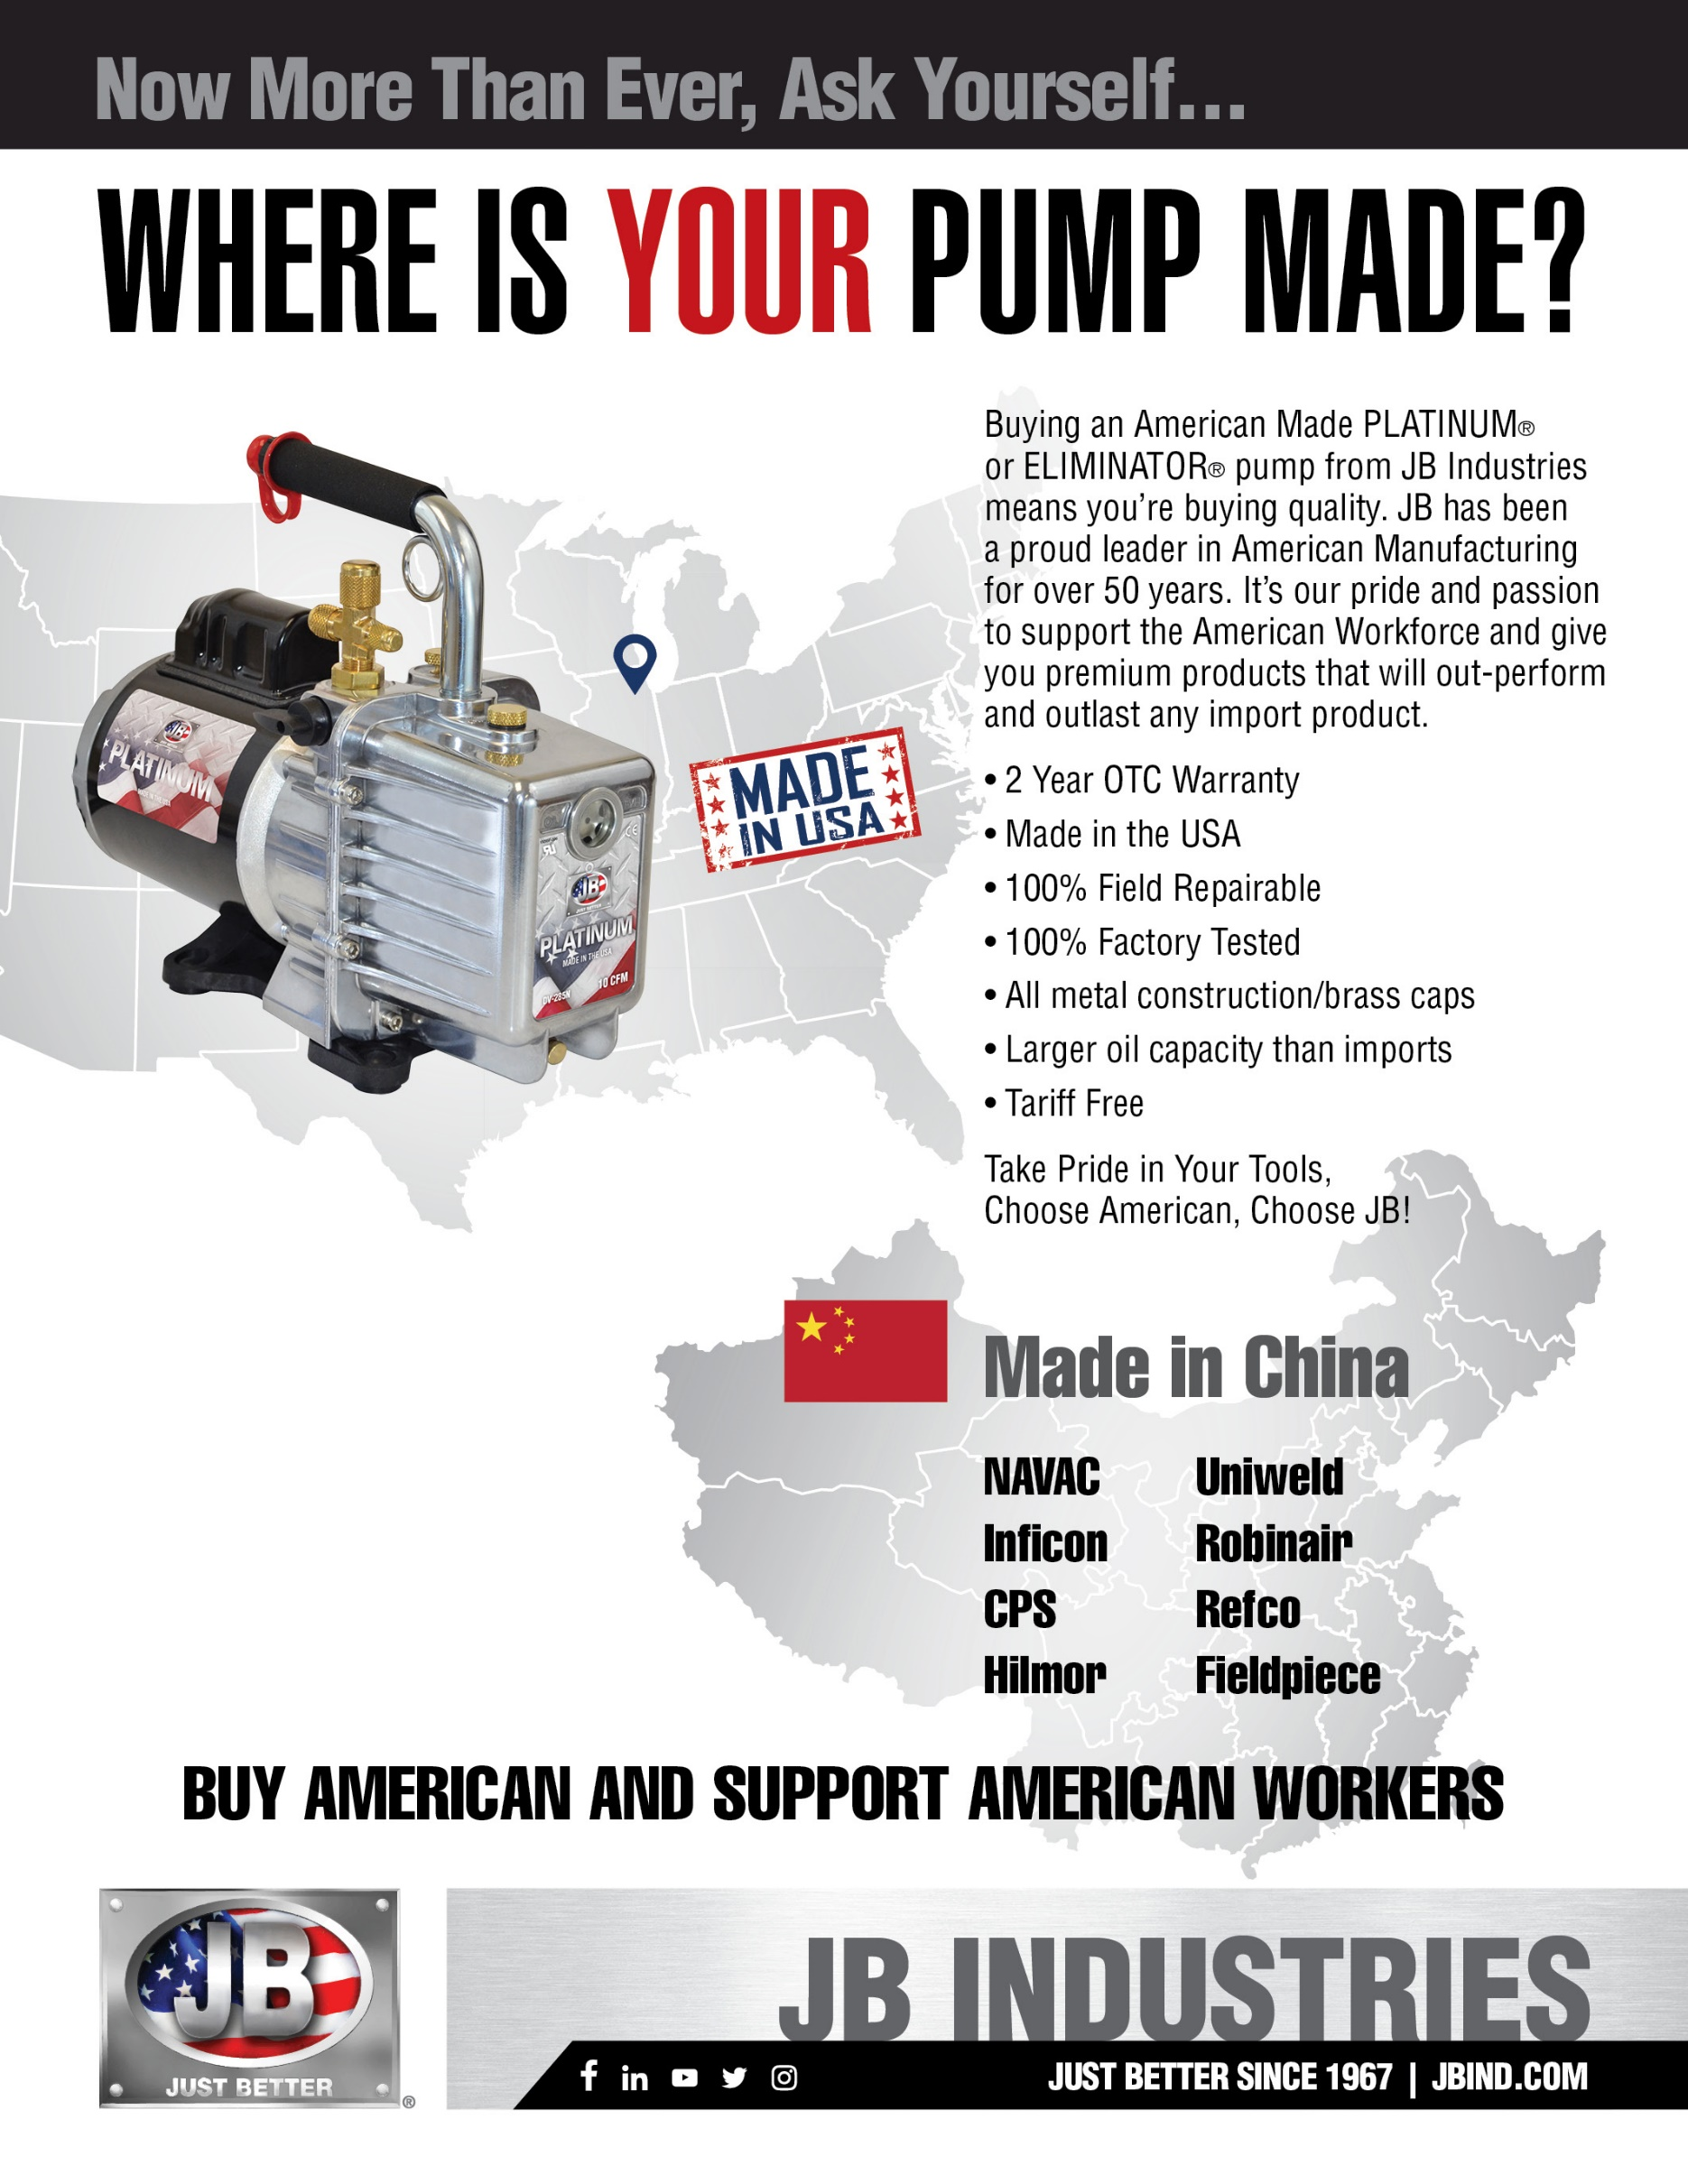 Now More Than Ever, Ask Yourself...
WHERE IS YOUR PUMP MADE?
Buying an American Made PLATINUM®
or ELIMINATOR® pump from JB Industries
means you're buying quality. JB has been
a proud leader in American Manufacturing
for over 50 years. It's our pride and passion
to support the American Workforce and give
you premium products that will out-perform
and outlast any import product.
• 2 Year OTC Warranty
• Made in the USA
• 100% Field Repairable
• 100% Factory Tested
• All metal construction/brass caps
• Larger oil capacity than imports
• Tariff Free
Take Pride in Your Tools,
Choose American, Choose JB!
JB
PLATINUM
JB
JUST BETTER
PLATINUM
MADE IN THE USA
DV-285N
10 CFM
CE
MADE
IN USA
Made in China
NAVAC Uniweld
Inficon Robinair
CPS Refco
Hilmor Fieldpiece
BUY AMERICAN AND SUPPORT AMERICAN WORKERS
JB
JUST BETTER
®
JB INDUSTRIES
JUST BETTER SINCE 1967 | JBIND.COM